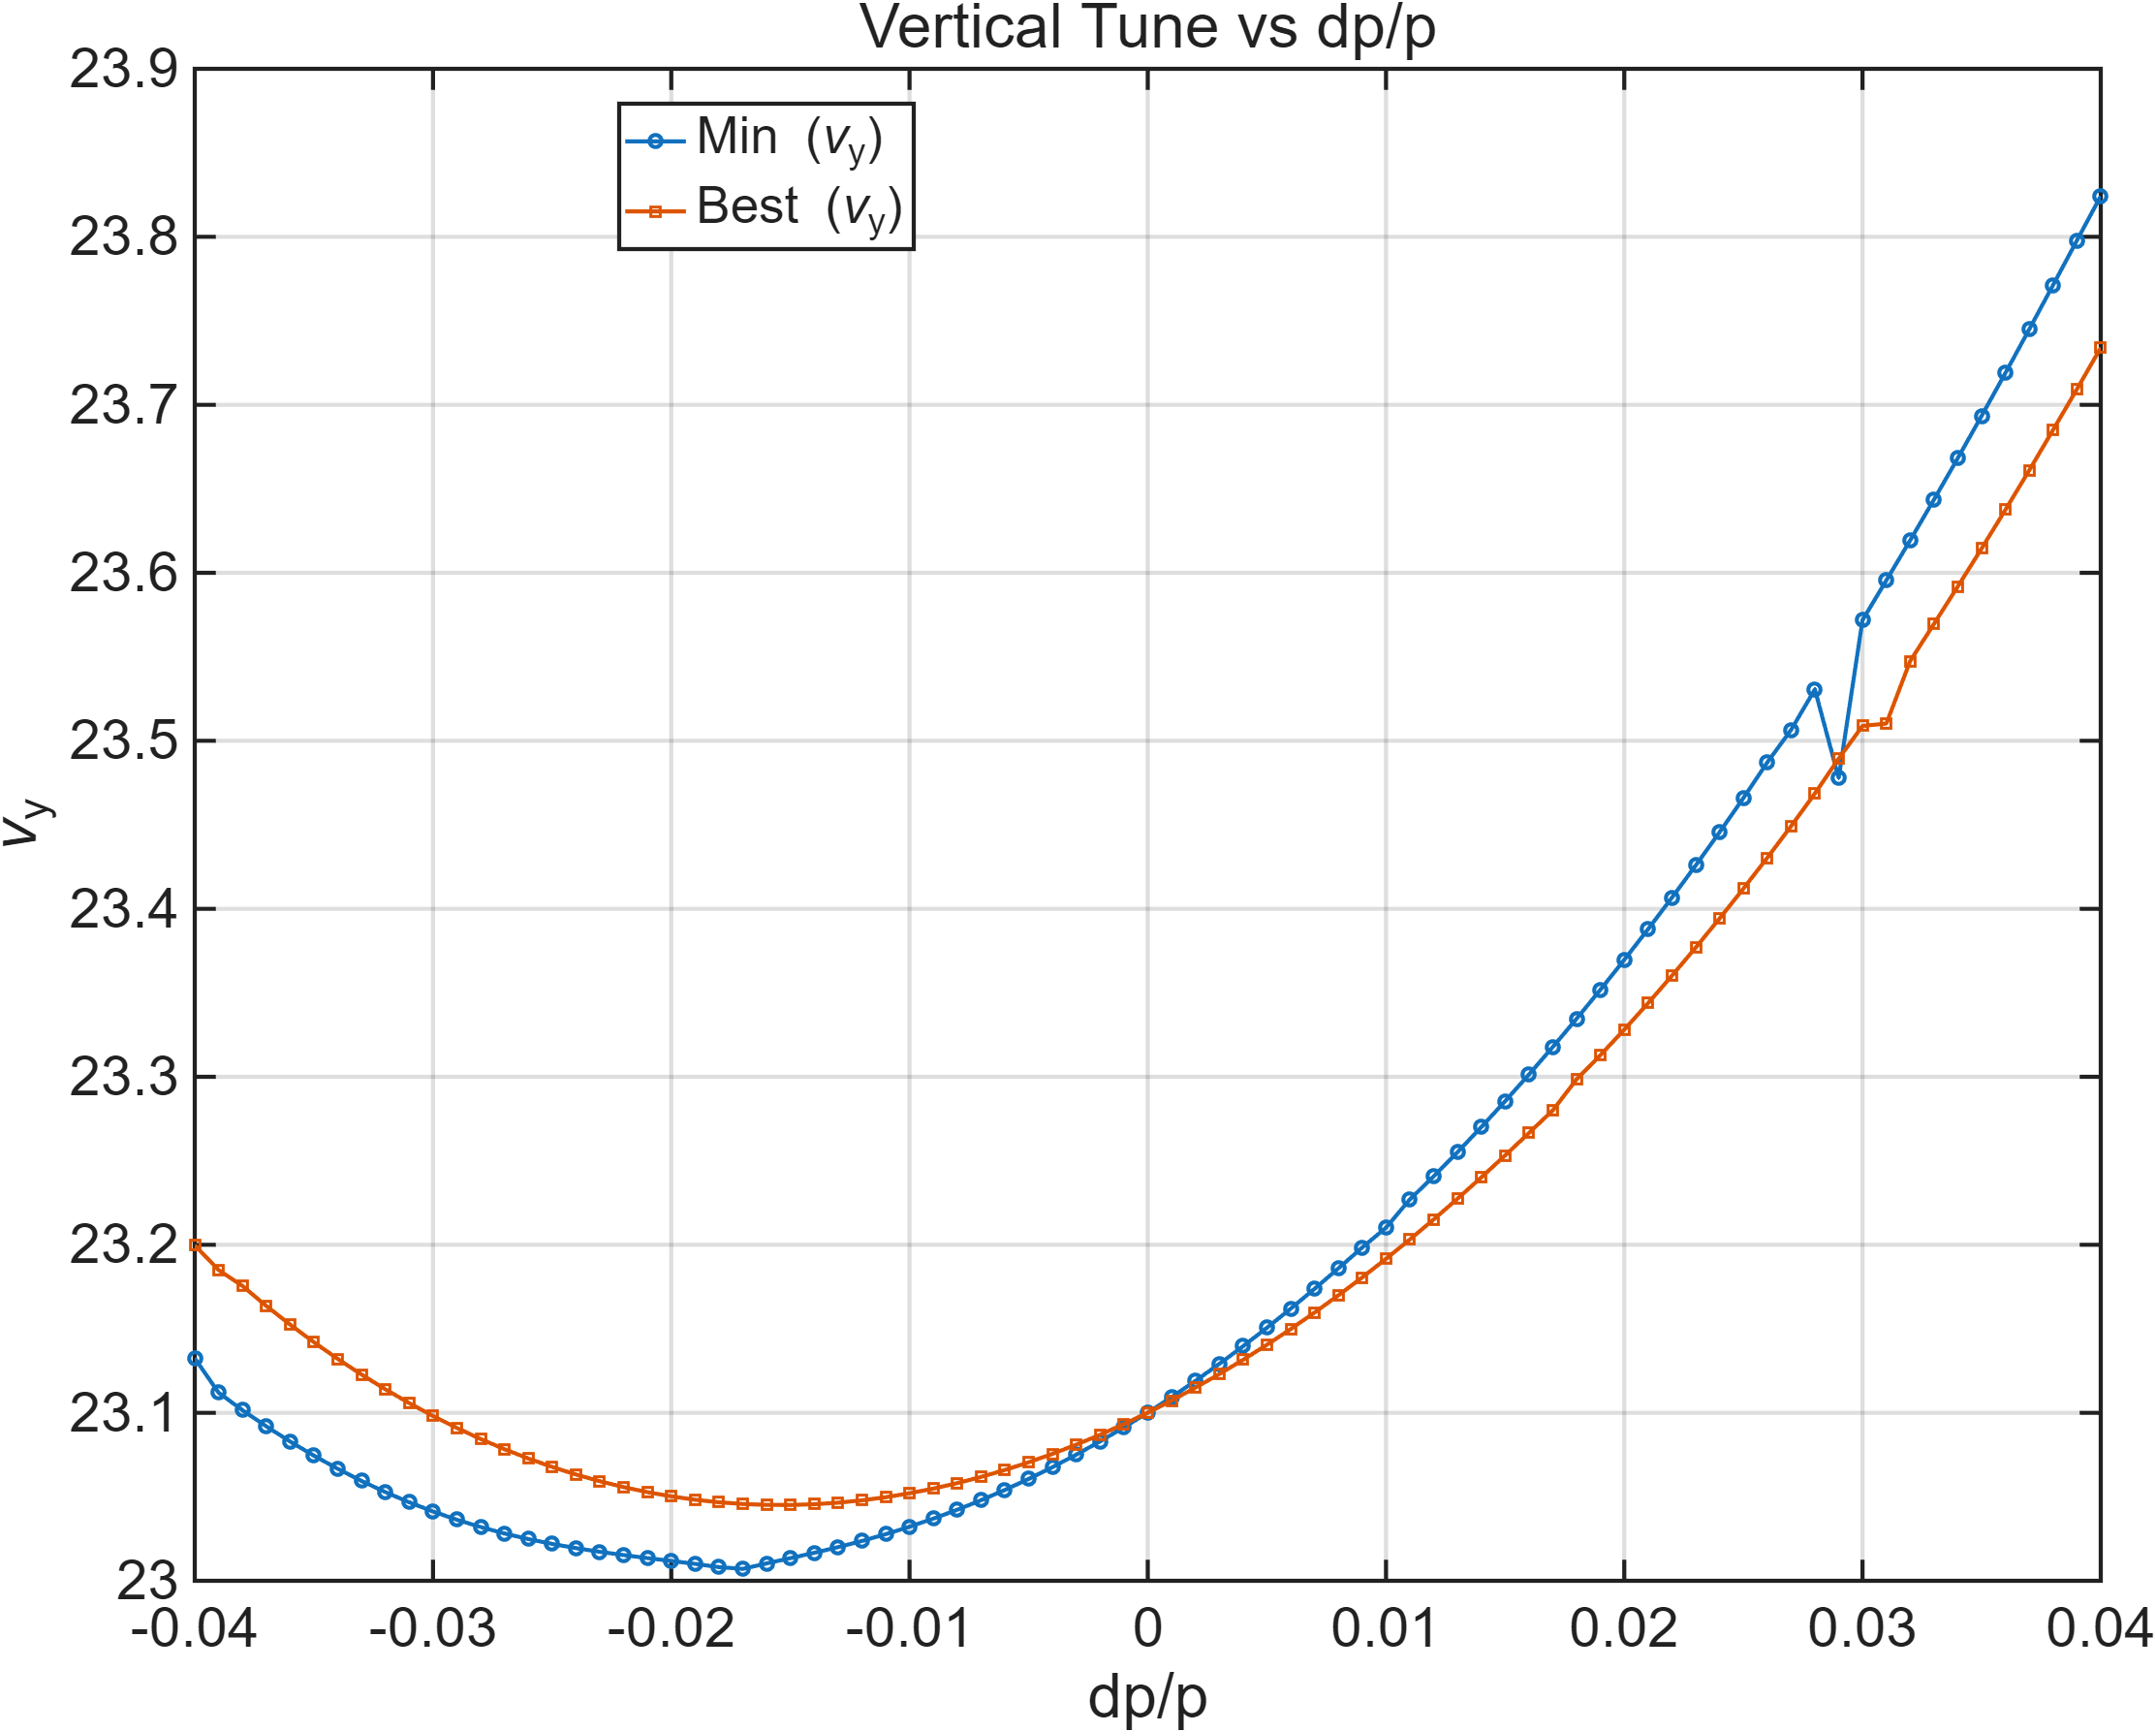 Vertical Tune vs dp/p
23.9
23.8
23.7
23.6
23.5
23.4
23.3
23.2
23.1
23
Min (νy)
Best (νy)
νy
-0.04 -0.03 -0.02 -0.01 0 0.01 0.02 0.03 0.04
dp/p